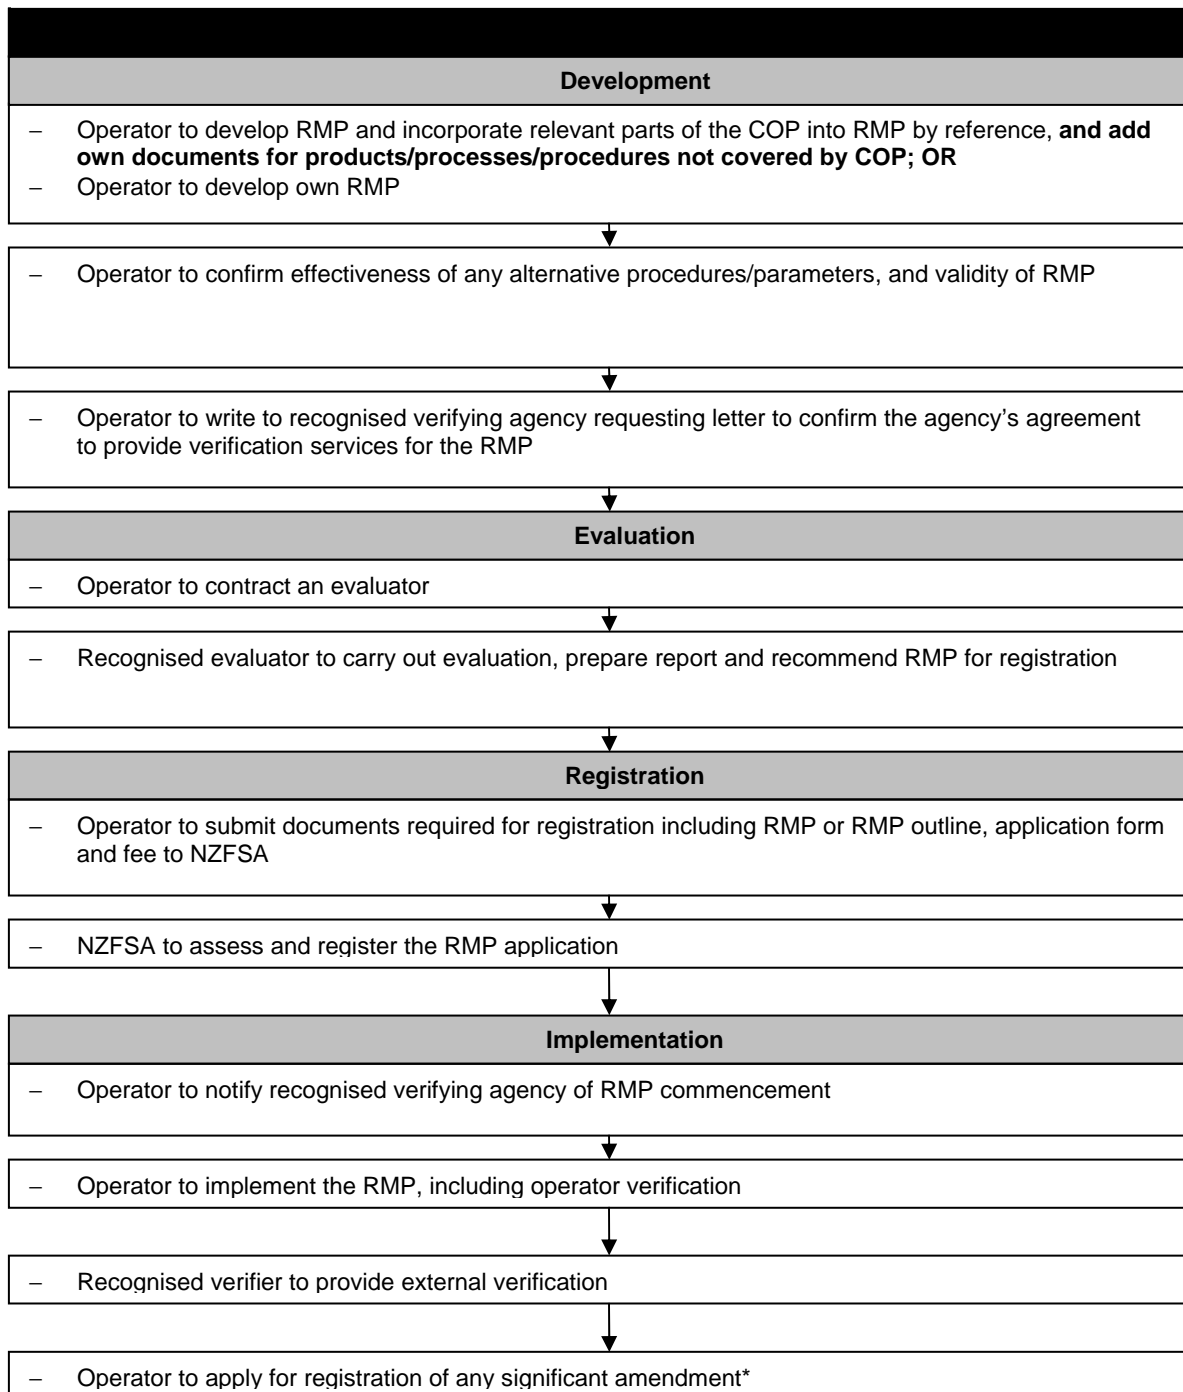 Development
– Operator to develop RMP and incorporate relevant parts of the COP into RMP by reference, and add
own documents for products/processes/procedures not covered by COP; OR
– Operator to develop own RMP
– Operator to confirm effectiveness of any alternative procedures/parameters, and validity of RMP
– Operator to write to recognised verifying agency requesting letter to confirm the agency’s agreement
to provide verification services for the RMP
Evaluation
– Operator to contract an evaluator
– Recognised evaluator to carry out evaluation, prepare report and recommend RMP for registration
Registration
– Operator to submit documents required for registration including RMP or RMP outline, application form
and fee to NZFSA
– NZFSA to assess and register the RMP application
Implementation
– Operator to notify recognised verifying agency of RMP commencement
– Operator to implement the RMP, including operator verification
– Recognised verifier to provide external verification
– Operator to apply for registration of any significant amendment*